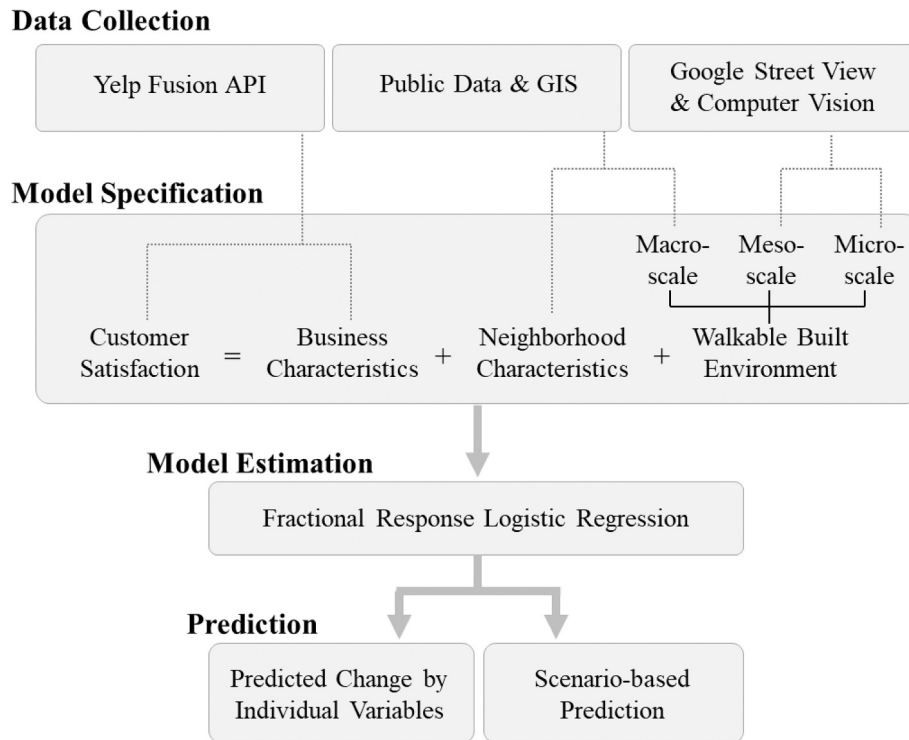 Data Collection
Yelp Fusion API
Public Data & GIS
Google Street View
& Computer Vision
Model Specification
Macro-
scale
Meso-
scale
Micro-
scale
Customer
Satisfaction
=
Business
Characteristics
+
Neighborhood
Characteristics
+
Walkable Built
Environment
Model Estimation
Fractional Response Logistic Regression
Prediction
Predicted Change by
Individual Variables
Scenario-based
Prediction